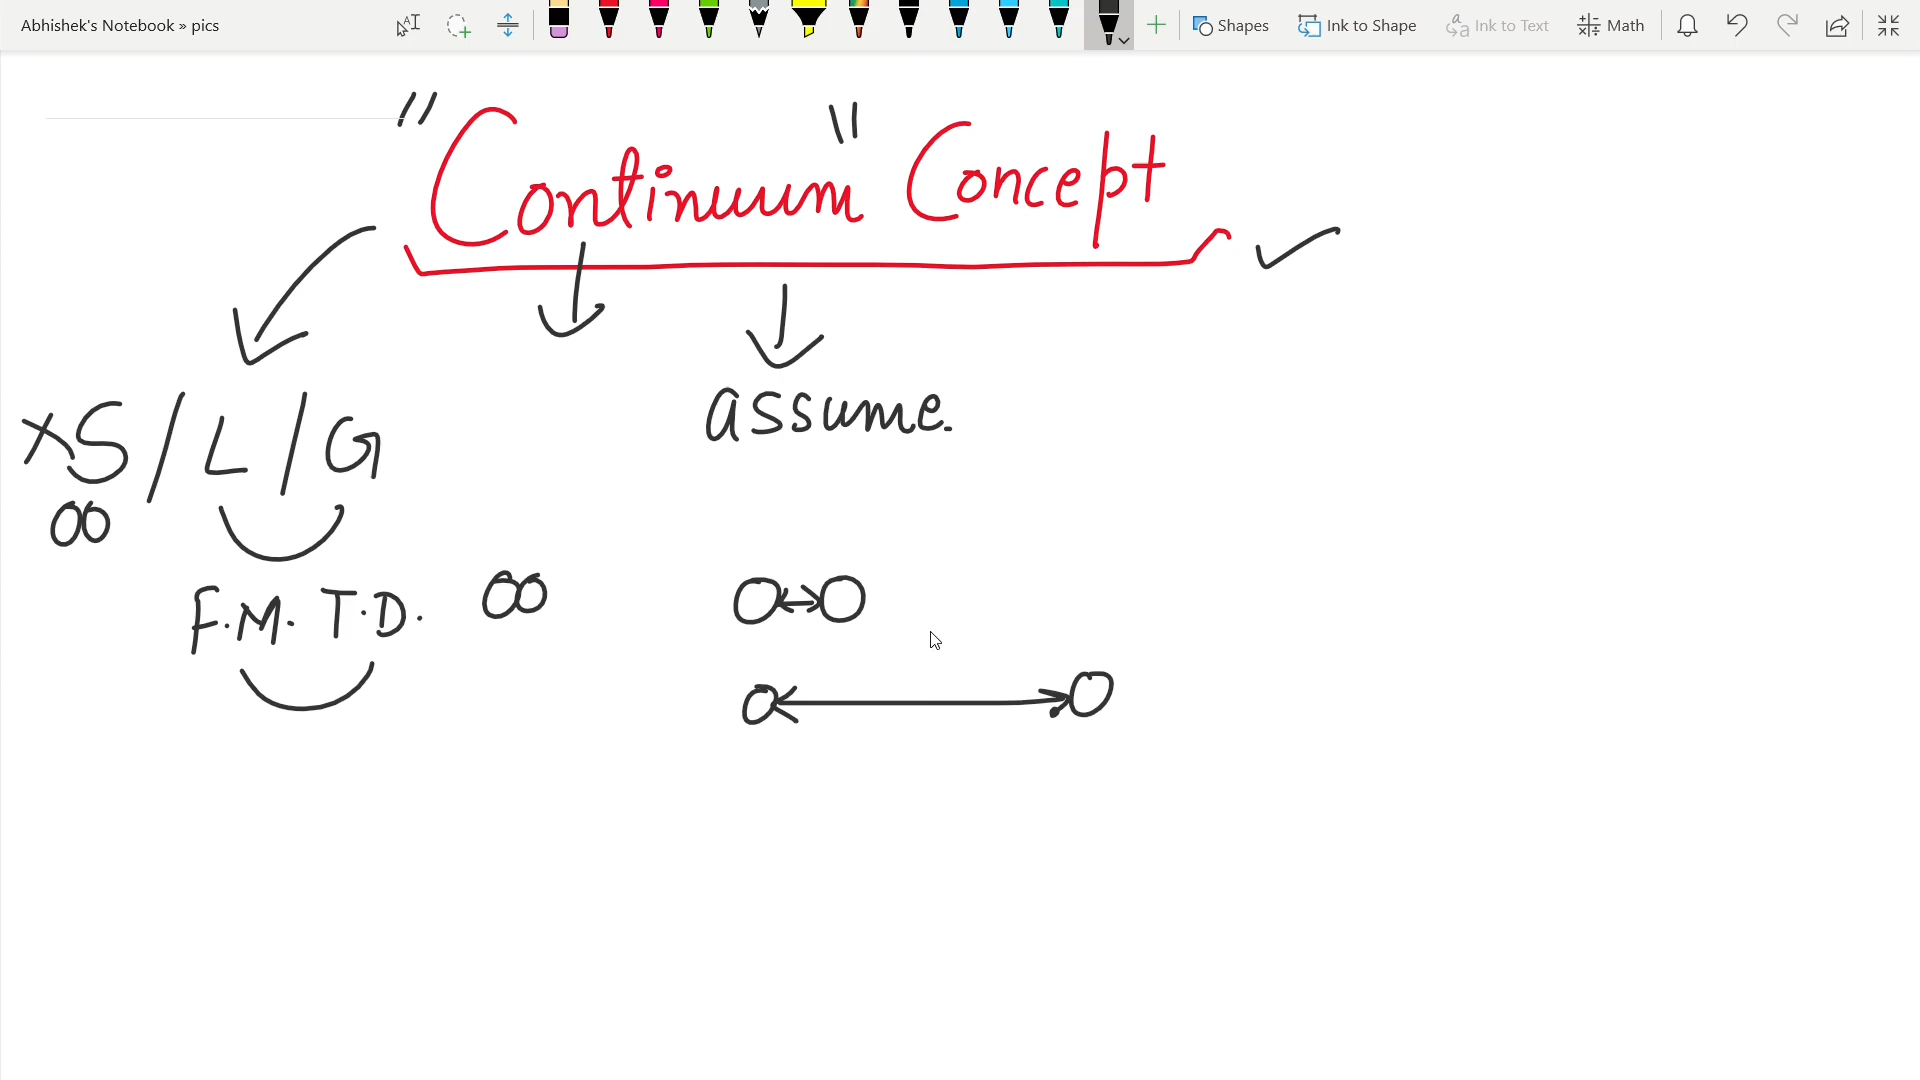 Abhishek's Notebook » pics
Shapes
Ink to Shape
Ink to Text
Math
"Continuum" Concept
×S/L/G
assume.
F.M. T.D.